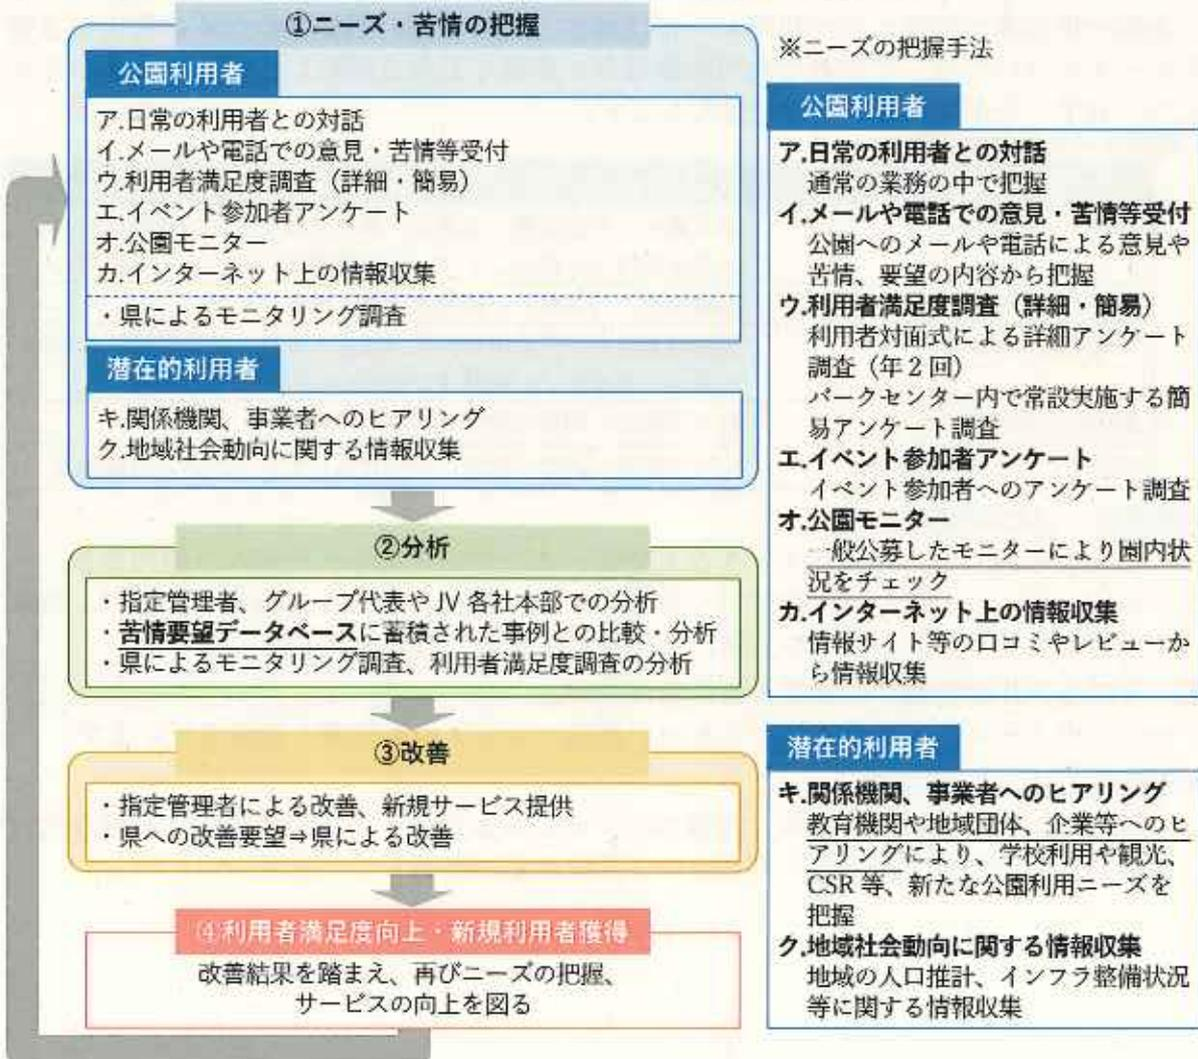 ①ニーズ・苦情の把握
公園利用者
ア.日常の利用者との対話
イ.メールや電話での意見・苦情等受付
ウ.利用者満足度調査（詳細・簡易）
エ.イベント参加者アンケート
オ.公園モニター
カ.インターネット上の情報収集
・県によるモニタリング調査
潜在的利用者
キ.関係機関、事業者へのヒアリング
ク.地域社会動向に関する情報収集
②分析
・指定管理者、グループ代表や JV 各社本部での分析
・苦情要望データベースに蓄積された事例との比較・分析
・県によるモニタリング調査、利用者満足度調査の分析
③改善
・指定管理者による改善、新規サービス提供
・県への改善要望⇒県による改善
④利用者満足度向上・新規利用者獲得
改善結果を踏まえ、再びニーズの把握、
サービスの向上を図る
※ニーズの把握手法
公園利用者
ア.日常の利用者との対話
通常の業務の中で把握
イ.メールや電話での意見・苦情等受付
公園へのメールや電話による意見や
苦情、要望の内容から把握
ウ.利用者満足度調査（詳細・簡易）
利用者対面式による詳細アンケート
調査（年２回）
パークセンター内で常設実施する簡
易アンケート調査
エ.イベント参加者アンケート
イベント参加者へのアンケート調査
オ.公園モニター
一般公募したモニターにより園内状
況をチェック
カ.インターネット上の情報収集
情報サイト等の口コミやレビューか
ら情報収集
潜在的利用者
キ.関係機関、事業者へのヒアリング
教育機関や地域団体、企業等へのヒ
アリングにより、学校利用や観光、
CSR 等、新たな公園利用ニーズを
把握
ク.地域社会動向に関する情報収集
地域の人口推計、インフラ整備状況
等に関する情報収集